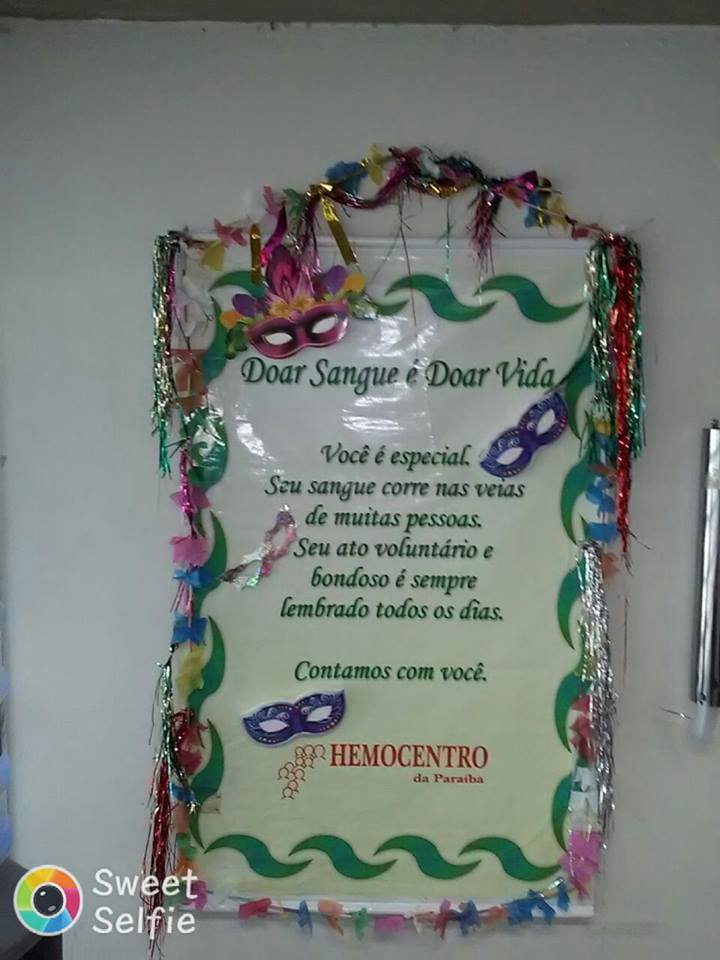 Doar Sangue é Doar Vida
Você é especial.
Seu sangue corre nas veias
de muitas pessoas.
Seu ato voluntário e
bondoso é sempre
lembrado todos os dias.
Contamos com você.
HEMOCENTRO
da Paraíba
Sweet
Selfie